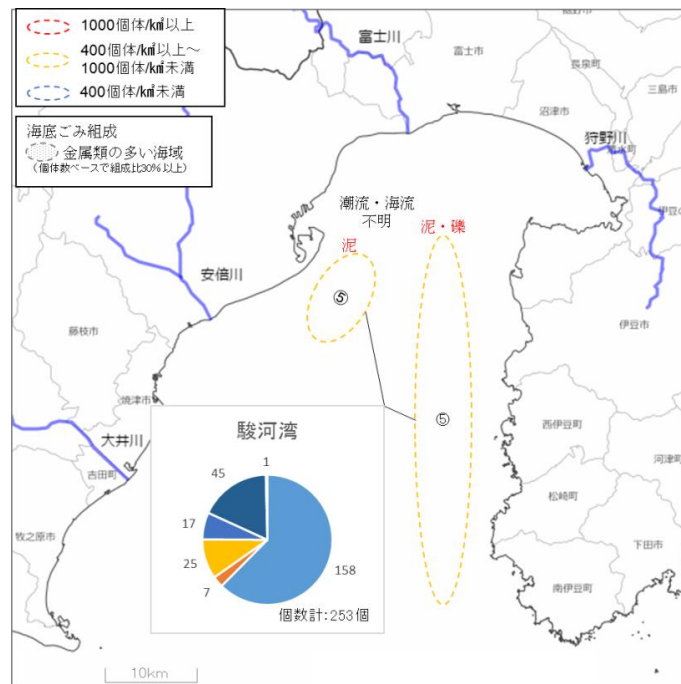 1000個体/㎢以上
400個体/㎢以上～
1000個体/㎢未満
400個体/㎢未満
海底ごみ組成
金属類の多い海域
（個体数ベースで組成比30%以上）
富士川
富士市
長泉町
三島市
沼津市
狩野川
潮流・海流
不明
泥・礫
泥
安倍川
⑤
藤枝市
伊豆市
焼津市
駿河湾
⑤
西伊豆町
大井川
河津町
吉田町
45
1
松崎町
17
牧之原市
25
158
下田市
7
南伊豆町
個数計:253個
10km